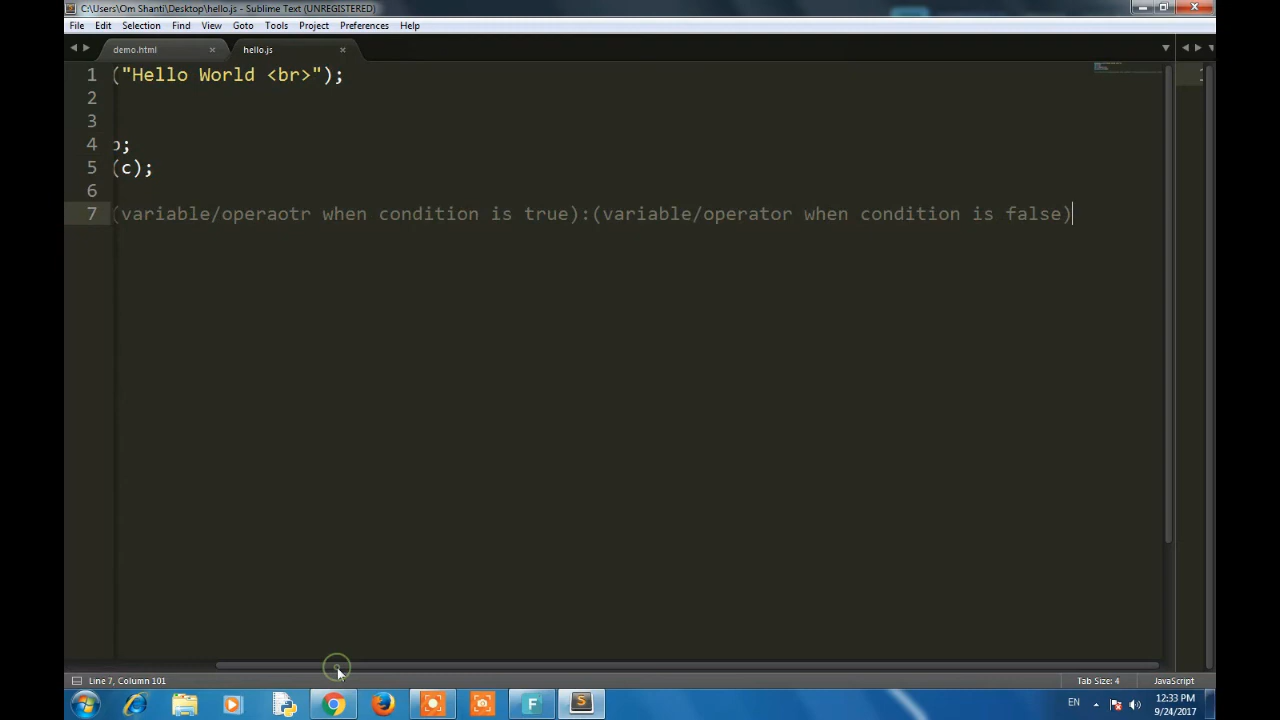 C:\Users\Om Shanti\Desktop\hello.js - Sublime Text (UNREGISTERED)
File Edit Selection Find View Goto Tools Project Preferences Help
demo.html hello.js
1 ("Hello World <br>");
2
3
4 b;
5 (c);
6
7 (variable/operaotr when condition is true):(variable/operator when condition is false)
Line 7, Column 101 Tab Size: 4 JavaScript
EN 12:33 PM
9/24/2017